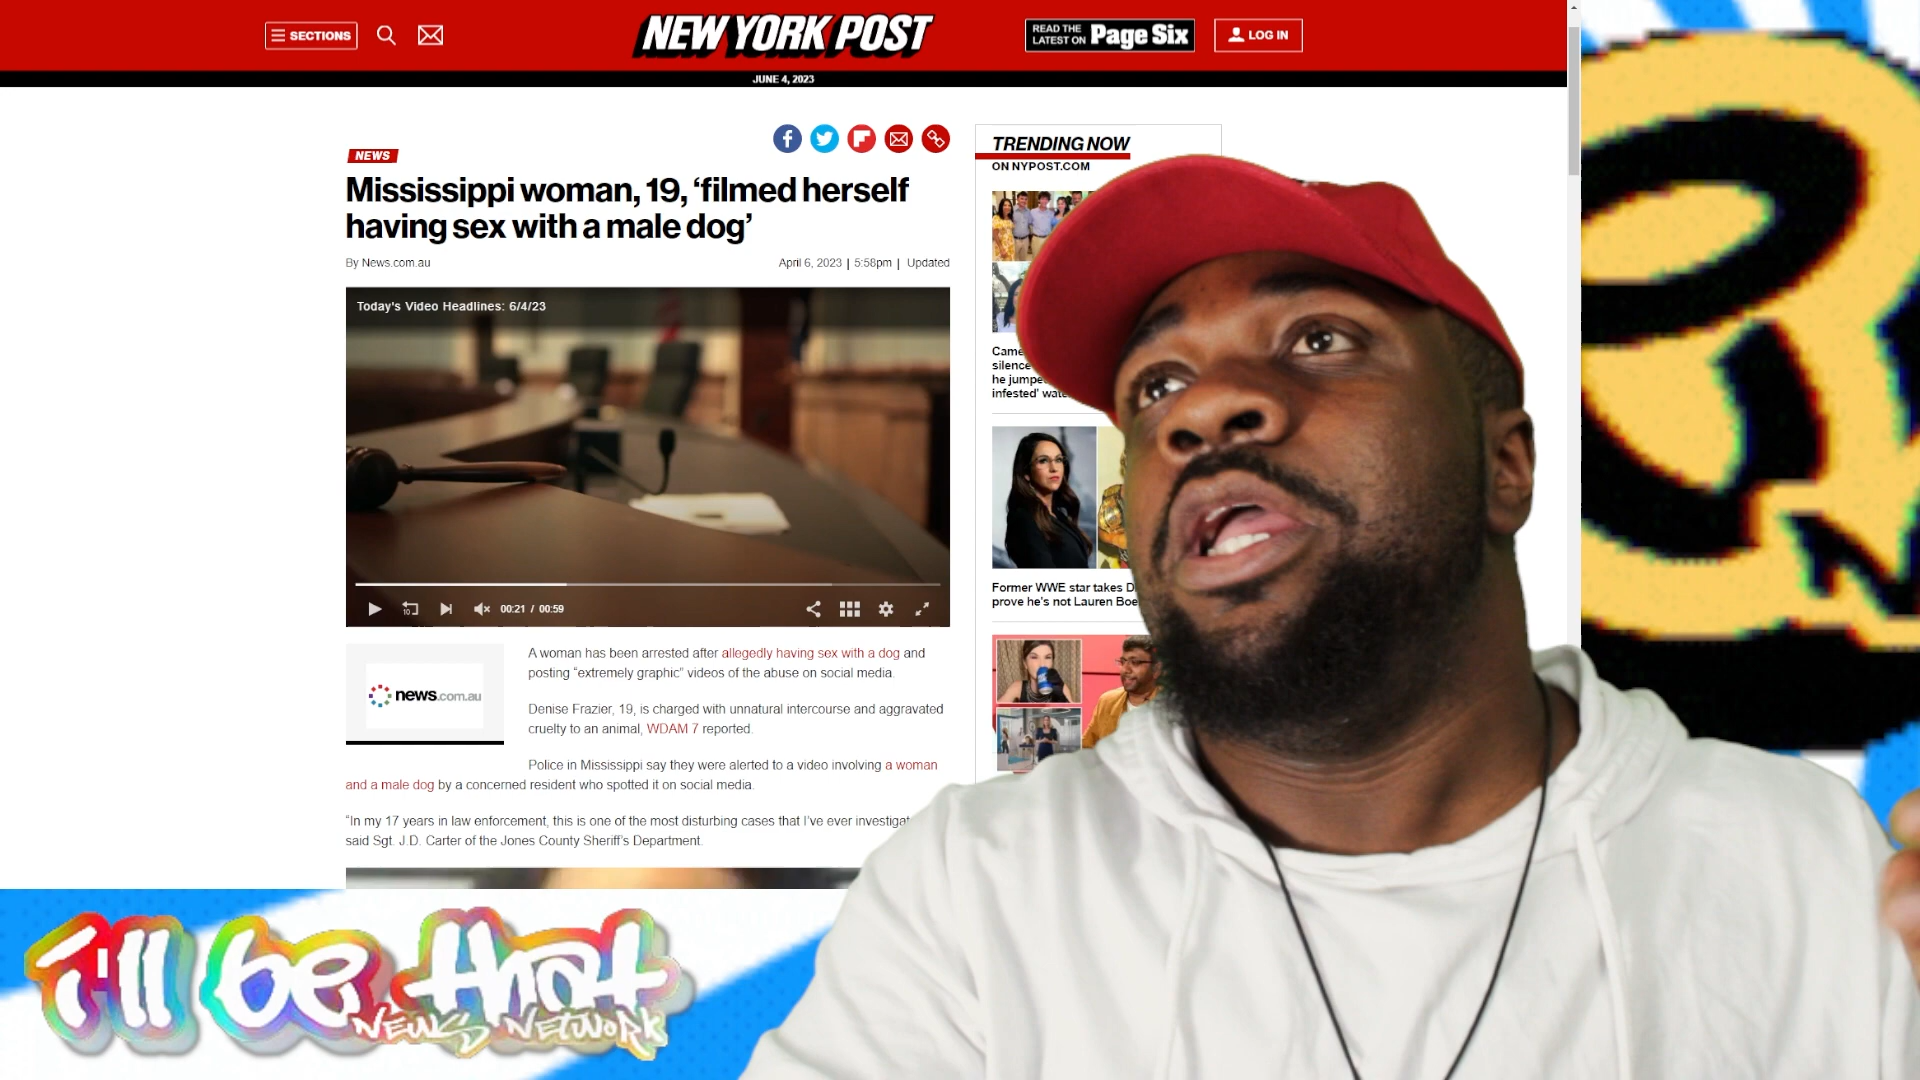 SECTIONS
NEW YORK POST
READ THE
LATEST ON
Page Six
LOG IN
JUNE 4, 2023
NEWS
Mississippi woman, 19, ‘filmed herself
having sex with a male dog’
By News.com.au
April 6, 2023 | 5:58pm | Updated
Today's Video Headlines: 6/4/23
10
00:21 / 00:59
news.com.au
A woman has been arrested after allegedly having sex with a dog and
posting “extremely graphic” videos of the abuse on social media.
Denise Frazier, 19, is charged with unnatural intercourse and aggravated
cruelty to an animal, WDAM 7 reported.
Police in Mississippi say they were alerted to a video involving a woman
and a male dog by a concerned resident who spotted it on social media.
“In my 17 years in law enforcement, this is one of the most disturbing cases that I’ve ever
said Sgt. J.D. Carter of the Jones County Sheriff’s Department.
TRENDING NOW
ON NYPOST.COM
silence
he
infested'
Former WWE star takes
prove he's not Lauren
i'll be that
NEWS NETWORK